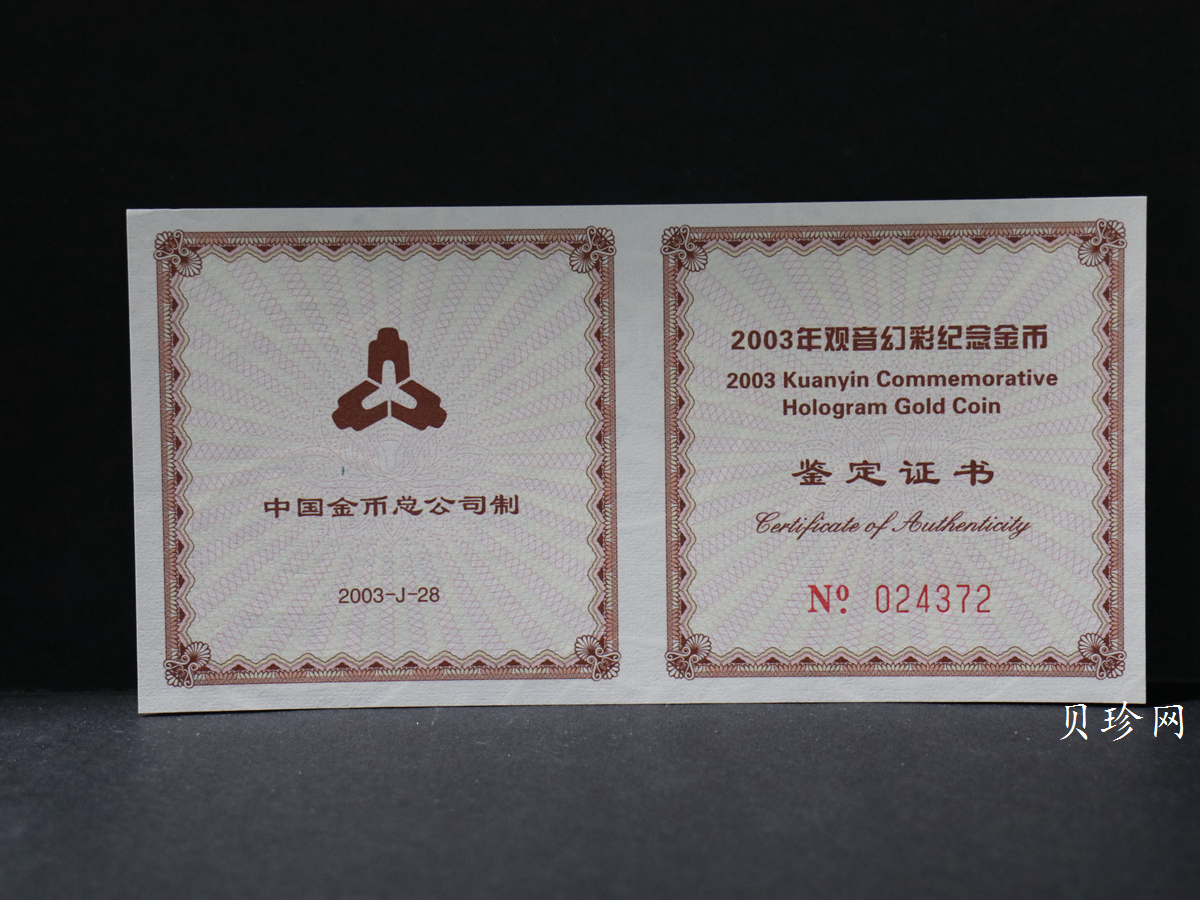 中国金币总公司制
2003-J-28
2003年观音幻彩纪念金币
2003 Kuanyin Commemorative
Hologram Gold Coin
鉴定证书
Certificate of Authenticity
Nº 024372
贝珍网